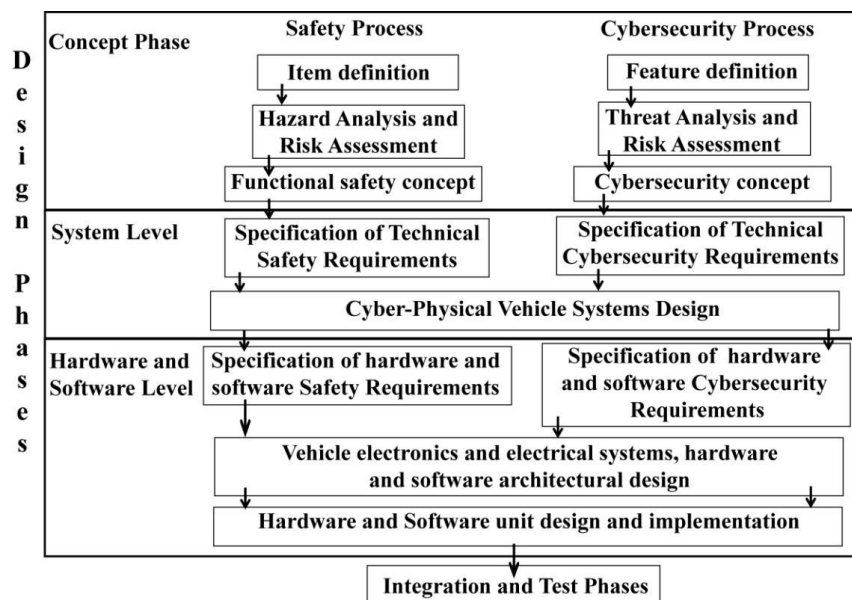 Design Phases
Concept Phase
Safety Process
Cybersecurity Process
Item definition
Feature definition
Hazard Analysis and
Risk Assessment
Threat Analysis and
Risk Assessment
Functional safety concept
Cybersecurity concept
System Level
Specification of Technical
Safety Requirements
Specification of Technical
Cybersecurity Requirements
Cyber-Physical Vehicle Systems Design
Hardware and
Software Level
Specification of hardware and
software Safety Requirements
Specification of hardware
and software Cybersecurity
Requirements
Vehicle electronics and electrical systems, hardware
and software architectural design
Hardware and Software unit design and implementation
Integration and Test Phases